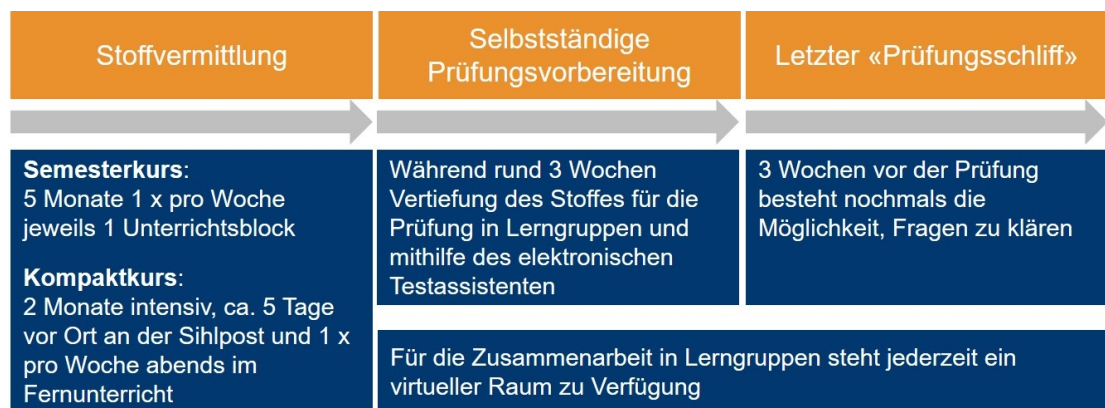 Stoffvermittlung
Selbstständige
Prüfungsvorbereitung
Letzter «Prüfungsschliff»
Semesterkurs:
5 Monate 1 x pro Woche
jeweils 1 Unterrichtsblock
Kompaktkurs:
2 Monate intensiv, ca. 5 Tage
vor Ort an der Sihlpost und 1 x
pro Woche abends im
Fernunterricht
Während rund 3 Wochen
Vertiefung des Stoffes für die
Prüfung in Lerngruppen und
mithilfe des elektronischen
Testassistenten
3 Wochen vor der Prüfung
besteht nochmals die
Möglichkeit, Fragen zu klären
Für die Zusammenarbeit in Lerngruppen steht jederzeit ein
virtueller Raum zu Verfügung